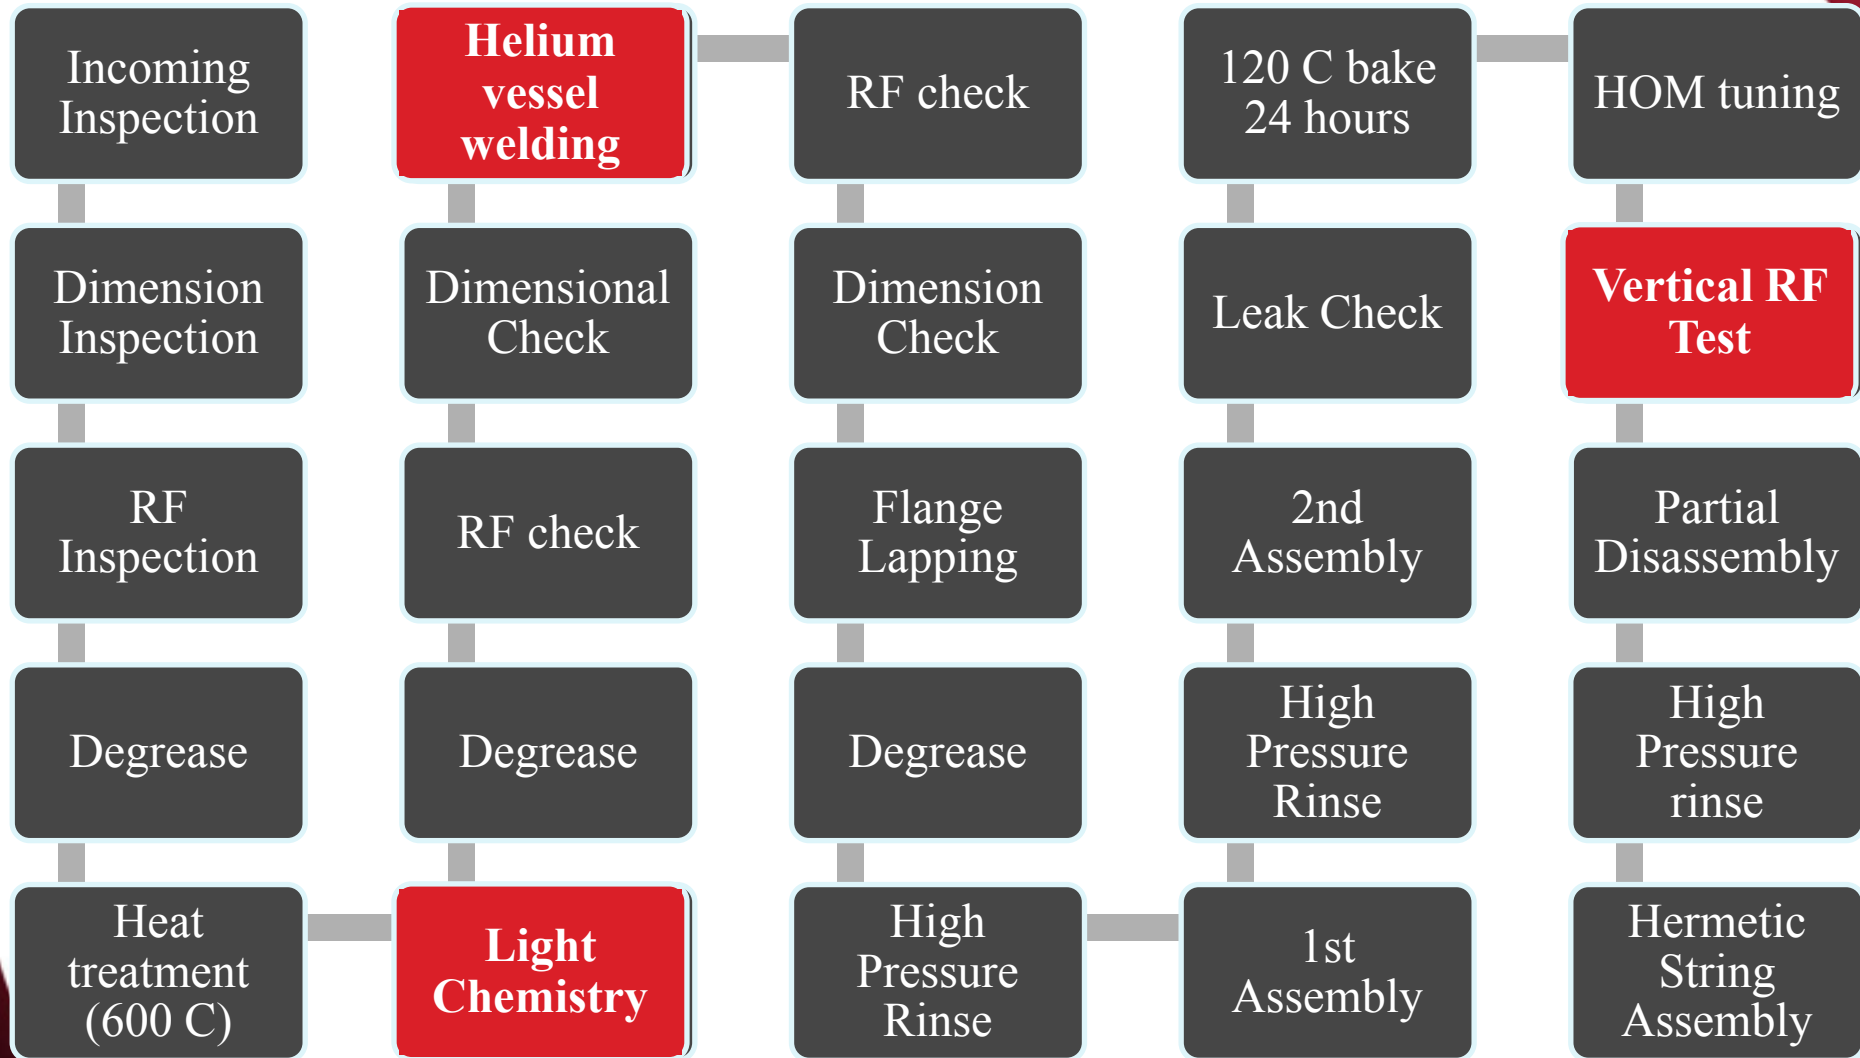 Incoming
Inspection
Dimension
Inspection
RF
Inspection
Degrease
Heat
treatment
(600 C)
Light
Chemistry
Degrease
RF check
Dimensional
Check
Helium
vessel
welding
RF check
Dimension
Check
Flange
Lapping
Degrease
High
Pressure
Rinse
1st
Assembly
High
Pressure
Rinse
2nd
Assembly
Leak Check
120 C bake
24 hours
HOM tuning
Vertical RF
Test
Partial
Disassembly
High
Pressure
rinse
Hermetic
String
Assembly